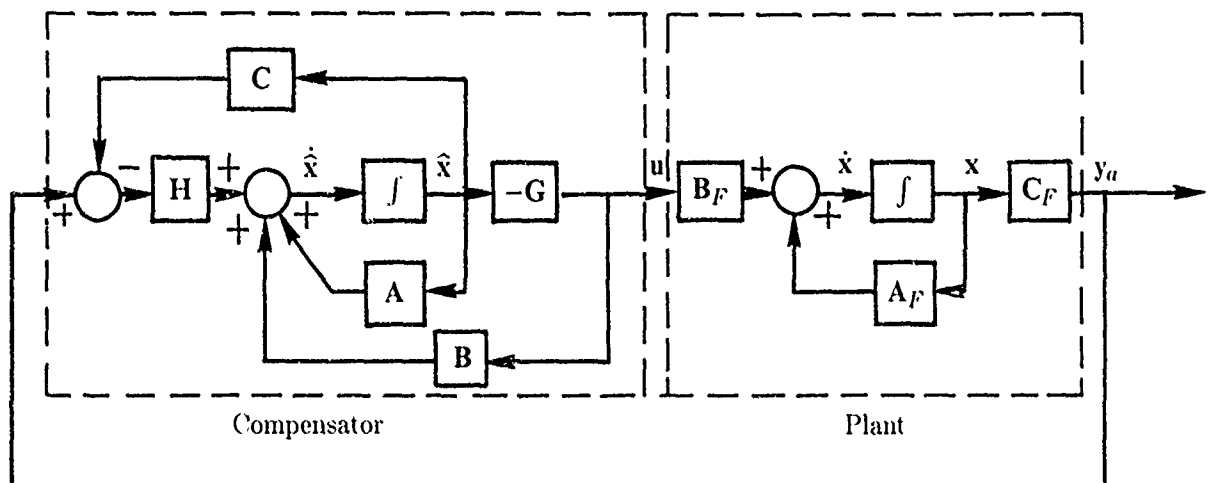 C
− H + + + ẋ̂ ∫ x̂ −G u B_F + + ẋ ∫ x C_F y_a
+
A A_F
B
Compensator Plant